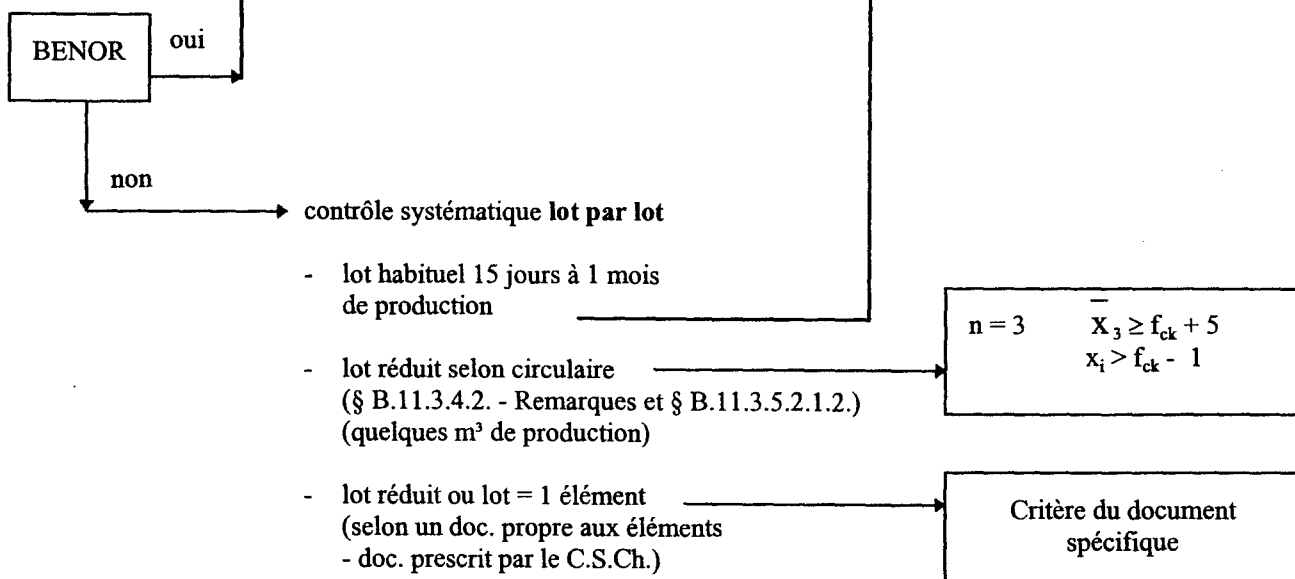 BENOR
oui
non
contrôle systématique lot par lot
- lot habituel 15 jours à 1 mois
de production
n = 3 X̅₃ ≥ f_ck + 5
x_i > f_ck - 1
- lot réduit selon circulaire
(§ B.11.3.4.2. - Remarques et § B.11.3.5.2.1.2.)
(quelques m³ de production)
- lot réduit ou lot = 1 élément
(selon un doc. propre aux éléments
- doc. prescrit par le C.S.Ch.)
Critère du document
spécifique